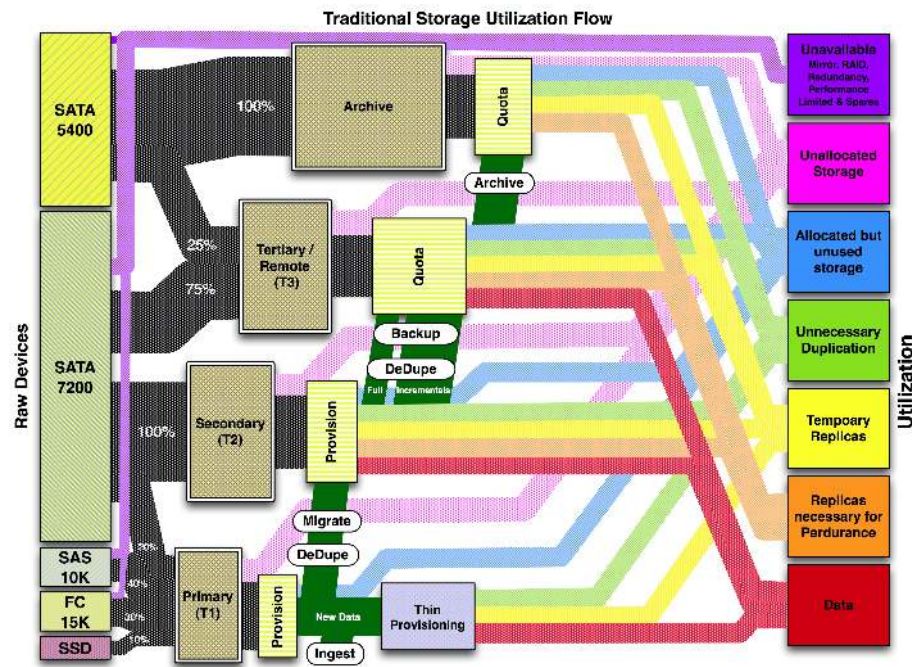 Traditional Storage Utilization Flow
Raw Devices
SATA
5400
SATA
7200
SAS
10K
FC
15K
SSD
100%
25%
75%
100%
40%
10%
Archive
Tertiary /
Remote
(T3)
Secondary
(T2)
Primary
(T1)
Quota
Quota
Provision
Provision
Archive
Backup
DeDupe
Full
Incrementals
Migrate
DeDupe
New Data
Ingest
Thin
Provisioning
Unavailable
Mirror, RAID,
Redundancy,
Performance
Limited & Spares
Unallocated
Storage
Allocated but
unused
storage
Unnecessary
Duplication
Tempoary
Replicas
Replicas
necessary for
Perdurance
Data
Utilization